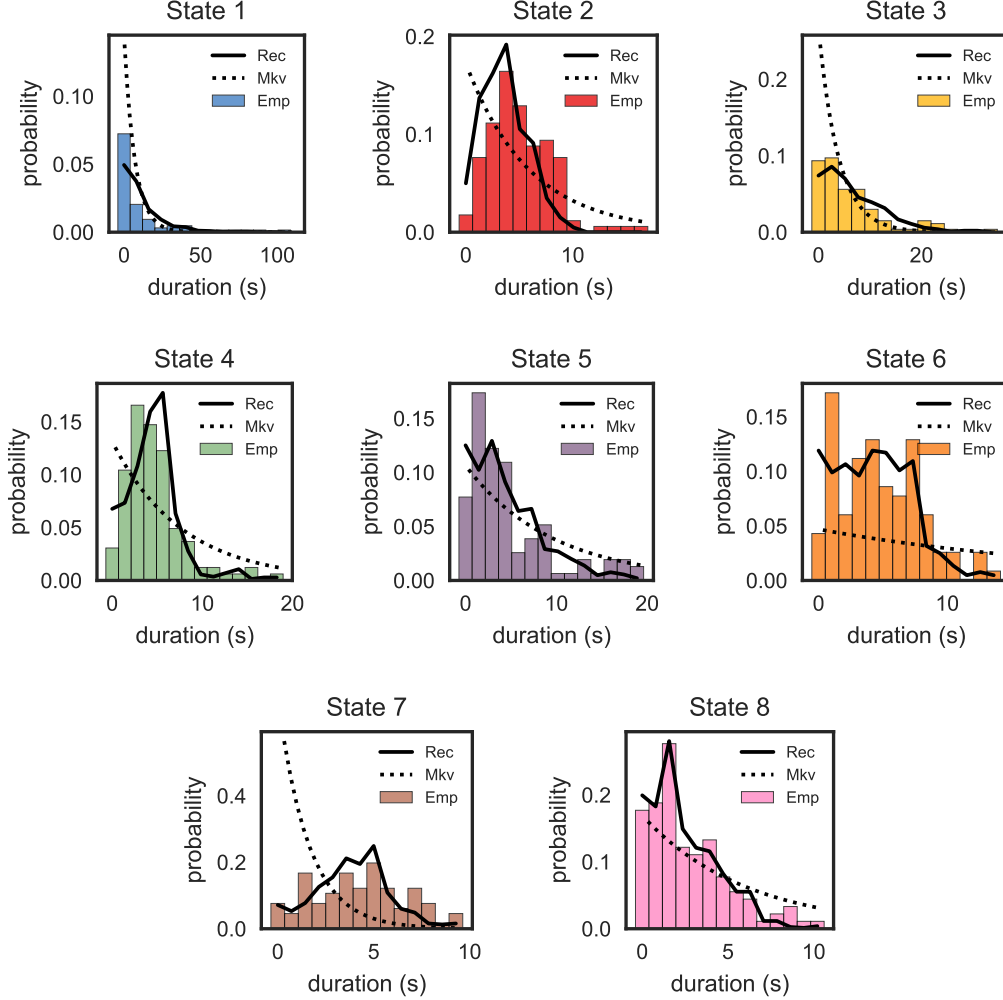 State 1
State 2
State 3
probability
0.10
0.05
0.00
Rec
Mkv
Emp
0 50 100
duration (s)
probability
0.2
0.1
0.0
Rec
Mkv
Emp
0 10
duration (s)
probability
0.2
0.1
0.0
Rec
Mkv
Emp
0 20
duration (s)
State 4
State 5
State 6
probability
0.15
0.10
0.05
0.00
Rec
Mkv
Emp
0 10 20
duration (s)
probability
0.15
0.10
0.05
0.00
Rec
Mkv
Emp
0 10 20
duration (s)
probability
0.15
0.10
0.05
0.00
Rec
Mkv
Emp
0 10
duration (s)
State 7
State 8
probability
0.4
0.2
0.0
Rec
Mkv
Emp
0 5 10
duration (s)
probability
0.2
0.1
0.0
Rec
Mkv
Emp
0 5 10
duration (s)